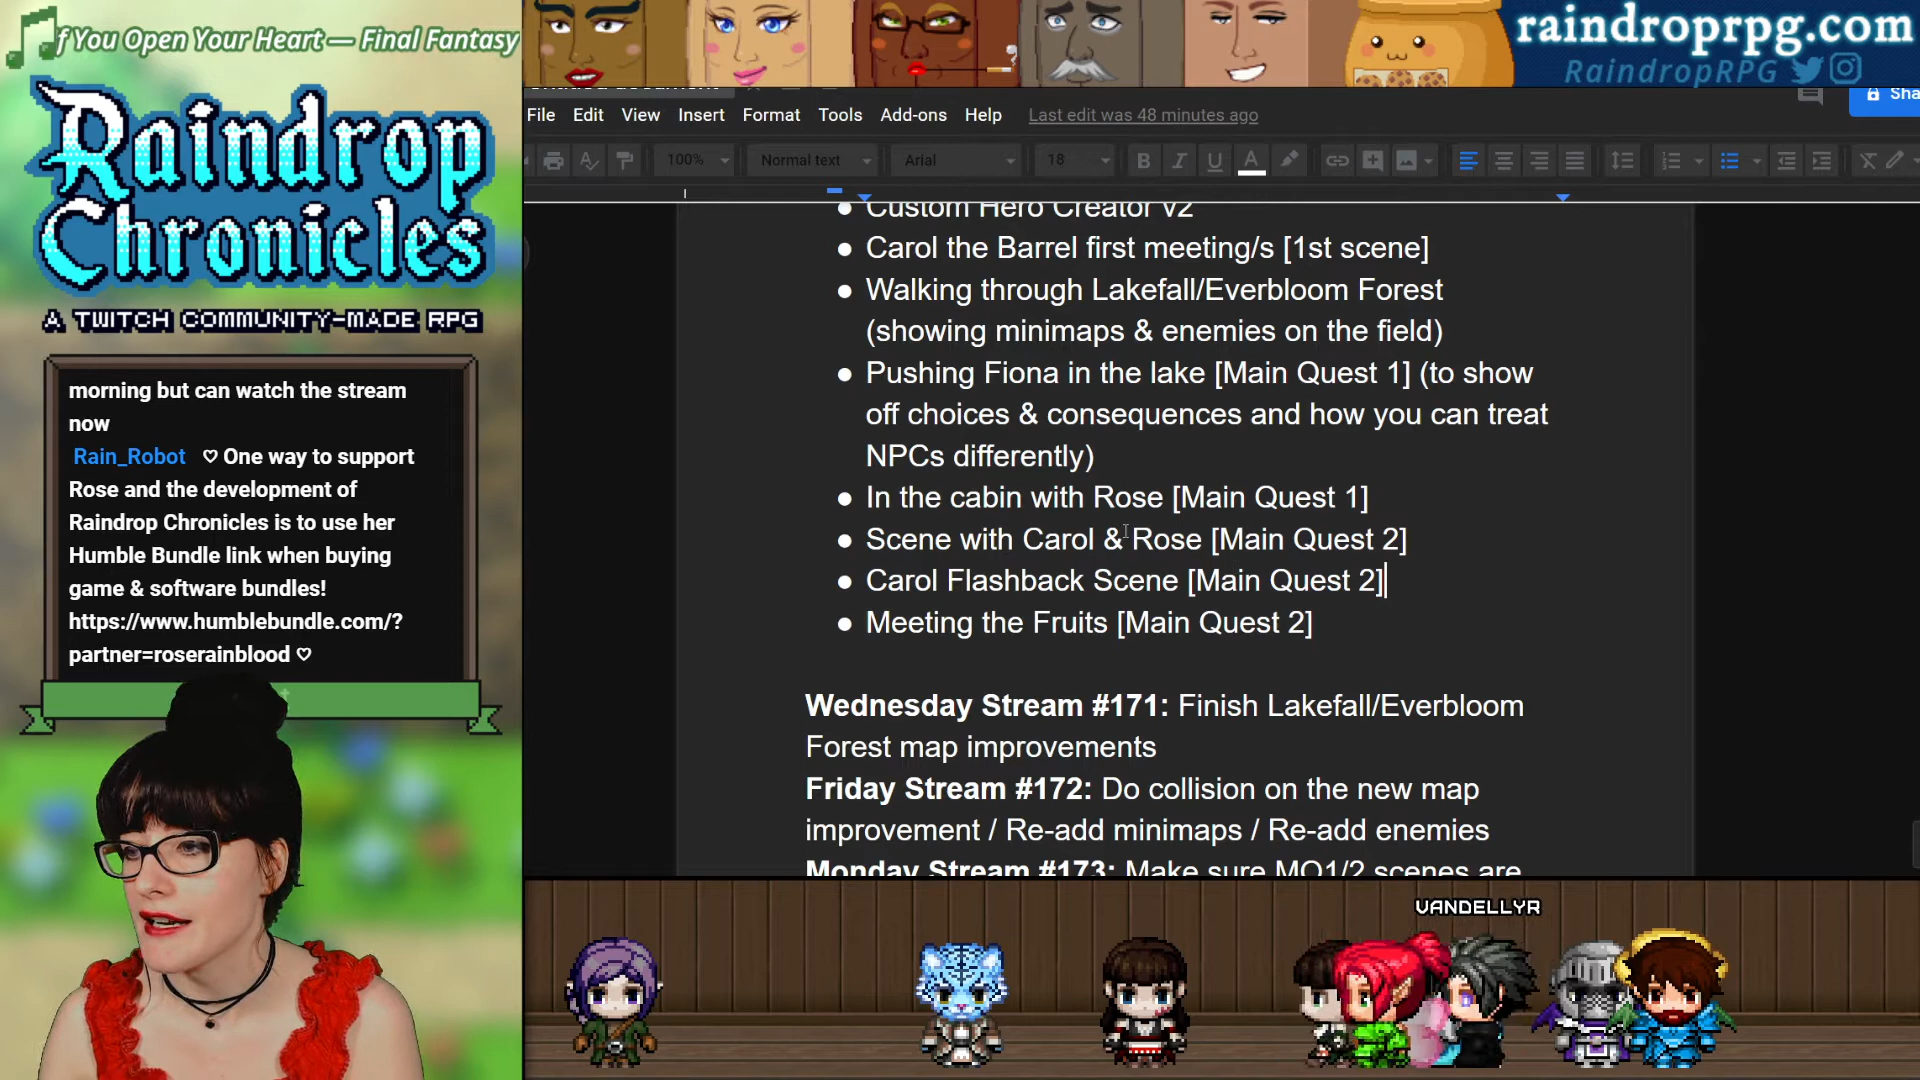 f You Open Your Heart — Final Fantasy
Raindrop
Chronicles
A TWITCH COMMUNITY-MADE RPG
morning but can watch the stream
now
Rain_Robot ♡ One way to support
Rose and the development of
Raindrop Chronicles is to use her
Humble Bundle link when buying
game & software bundles!
https://www.humblebundle.com/?
partner=roserainblood ♡
raindroprpg.com
RaindropRPG
File Edit View Insert Format Tools Add-ons Help Last edit was 48 minutes ago
Sha
100% Normal text Arial 18
● Custom Hero Creator v2
● Carol the Barrel first meeting/s [1st scene]
● Walking through Lakefall/Everbloom Forest
(showing minimaps & enemies on the field)
● Pushing Fiona in the lake [Main Quest 1] (to show
off choices & consequences and how you can treat
NPCs differently)
● In the cabin with Rose [Main Quest 1]
● Scene with Carol & Rose [Main Quest 2]
● Carol Flashback Scene [Main Quest 2]
● Meeting the Fruits [Main Quest 2]
Wednesday Stream #171: Finish Lakefall/Everbloom
Forest map improvements
Friday Stream #172: Do collision on the new map
improvement / Re-add minimaps / Re-add enemies
Monday Stream #173: Make sure MQ1/2 scenes are
VANDELLYR